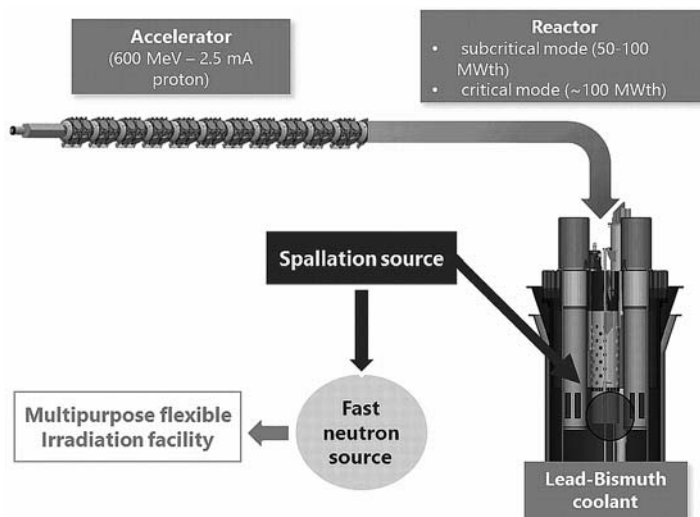 Accelerator
(600 MeV – 2.5 mA
proton)
Reactor
• subcritical mode (50-100
MWth)
• critical mode (~100 MWth)
Spallation source
Fast
neutron
source
Multipurpose flexible
Irradiation facility
Lead-Bismuth
coolant